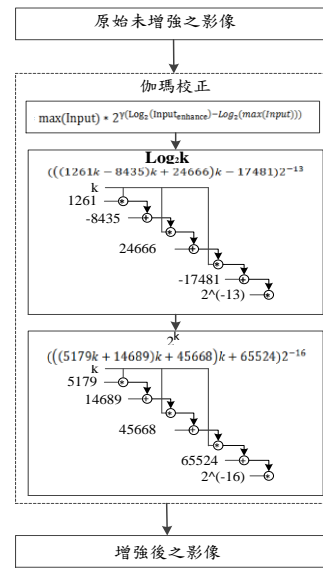 原始未增強之影像
伽瑪校正
max(Input) * 2^γ(Log₂(Input_enhance)−Log₂(max(Input)))
Log₂k
(((1261k − 8435)k + 24666)k − 17481)2^−13
k
1261
-8435
24666
-17481
2^(-13)
2^k
(((5179k + 14689)k + 45668)k + 65524)2^−16
k
5179
14689
45668
65524
2^(-16)
增強後之影像